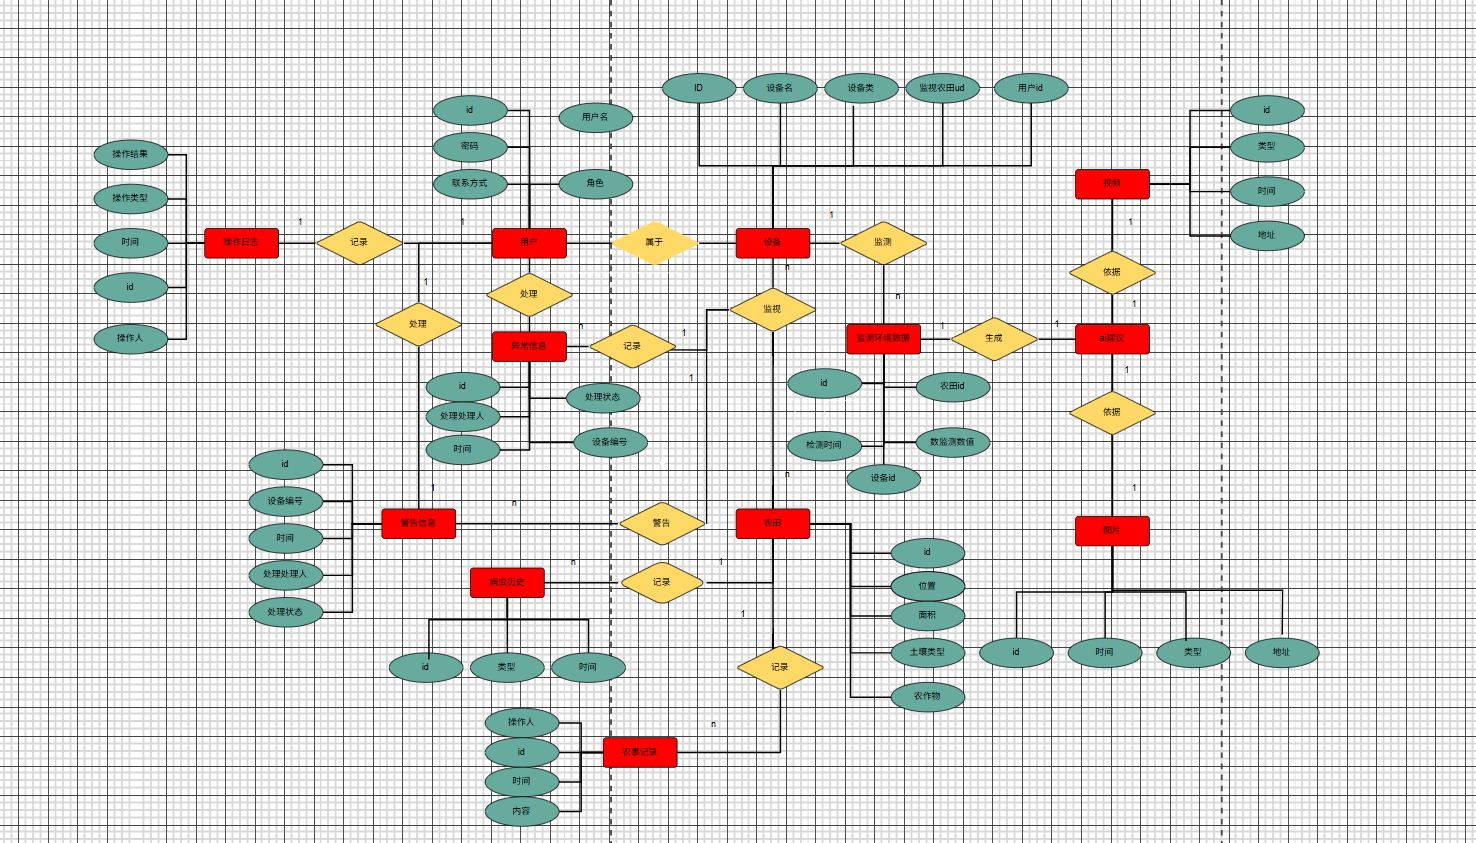 ID
设备名
设备类
监视农田ud
用户id
id
用户名
密码
联系方式
角色
id
类型
时间
地址
视频
操作结果
操作类型
时间
id
操作人
操作日志
1
记录
1
用户
属于
设备
1
监测
n
1
依据
1
1
处理
处理
监视
n
异常信息
n
记录
1
1
监测环境数据
1
生成
1
ai建议
1
id
处理处理人
时间
处理状态
设备编号
id
农田id
检测时间
数监测数值
设备id
依据
1
id
设备编号
时间
处理处理人
处理状态
1
警告信息
n
警告
n
农田
图片
病虫历史
n
记录
1
id
位置
面积
土壤类型
农作物
1
id
类型
时间
记录
id
时间
类型
地址
操作人
id
时间
内容
农事记录
n